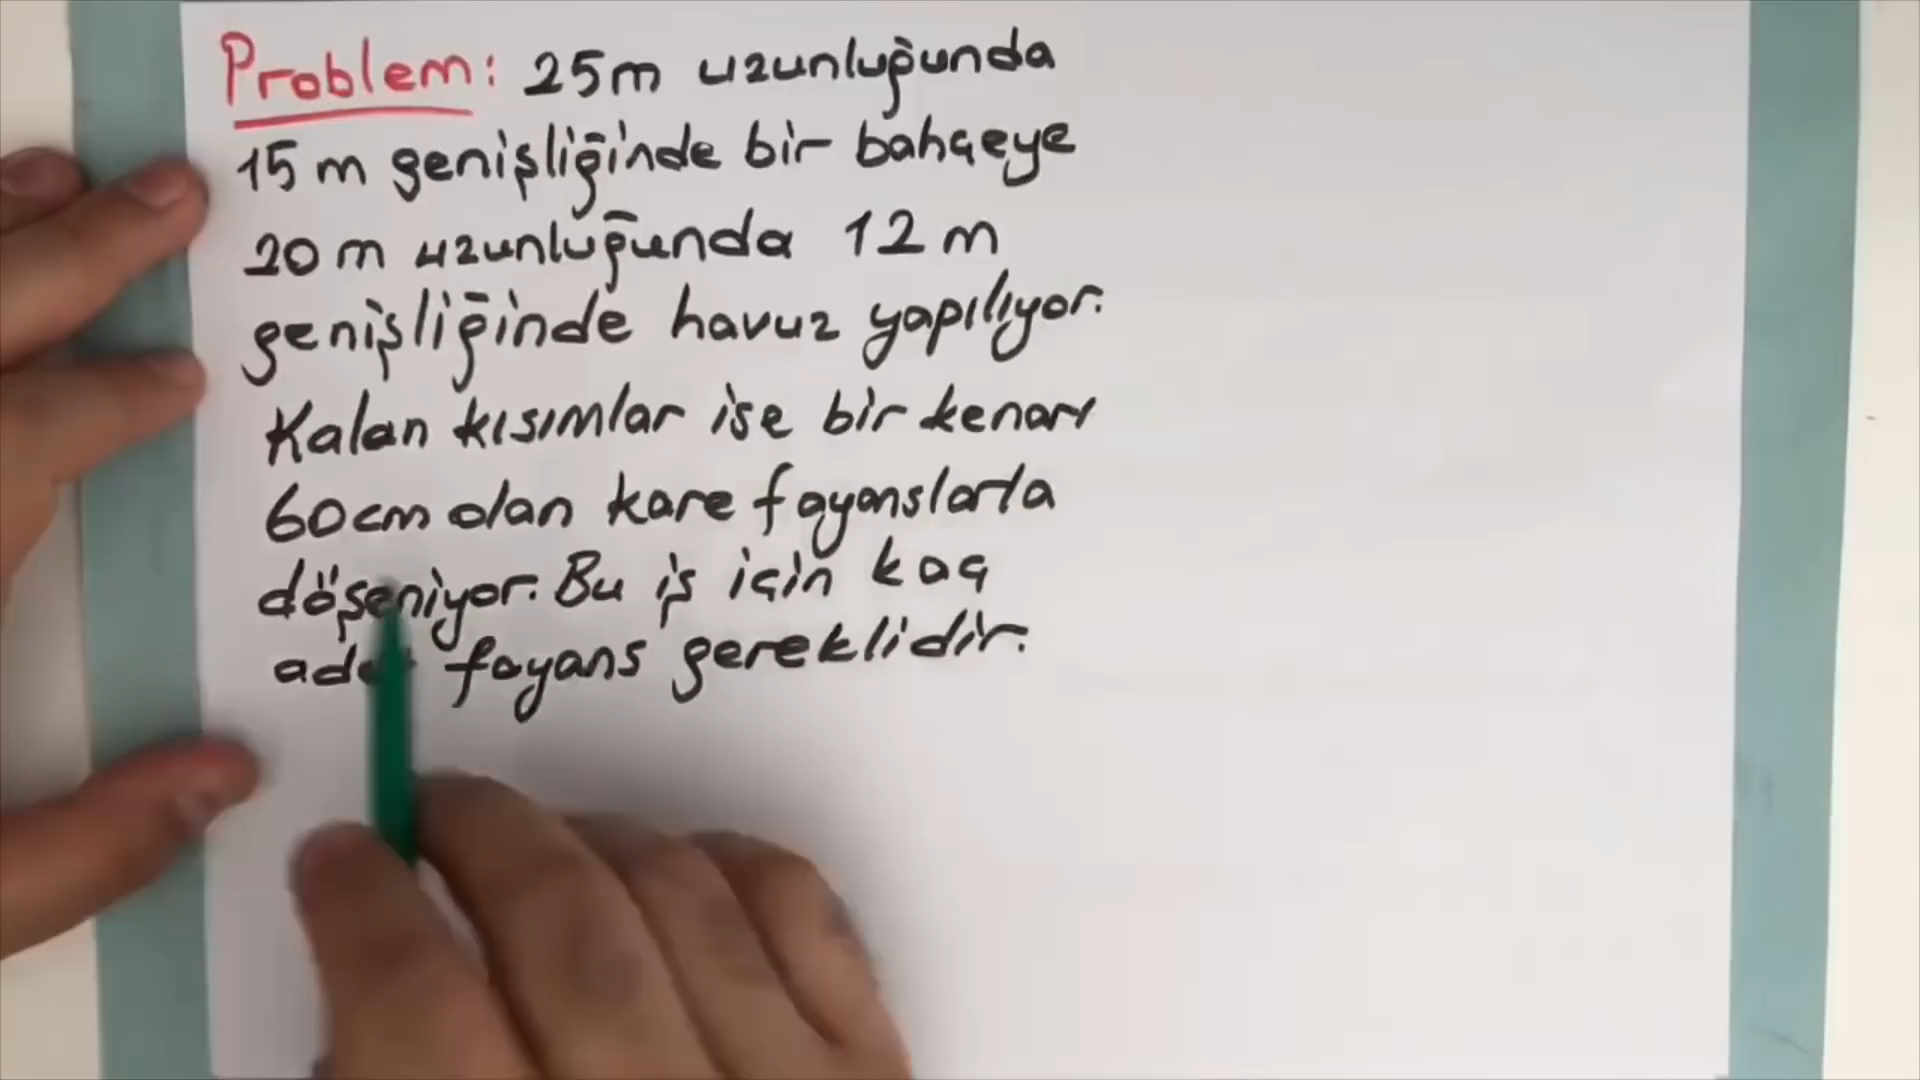 Problem: 25m uzunluğunda
15 m genişliğinde bir bahçeye
20 m uzunluğunda 12 m
genişliğinde havuz yapılıyor.
Kalan kısımlar ise bir kenarı
60cm olan kare fayanslarla
döşeniyor. Bu iş için kaç
fayans gereklidir.